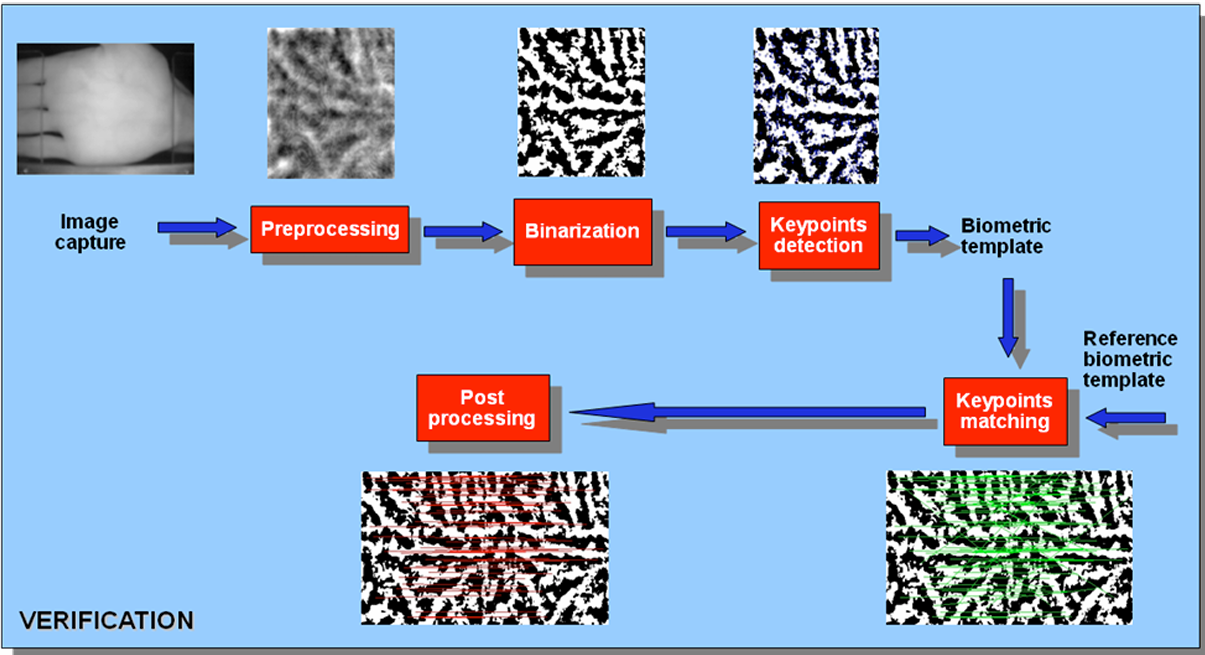 Image
capture
Preprocessing
Binarization
Keypoints
detection
Biometric
template
Reference
biometric
template
Keypoints
matching
Post
processing
VERIFICATION